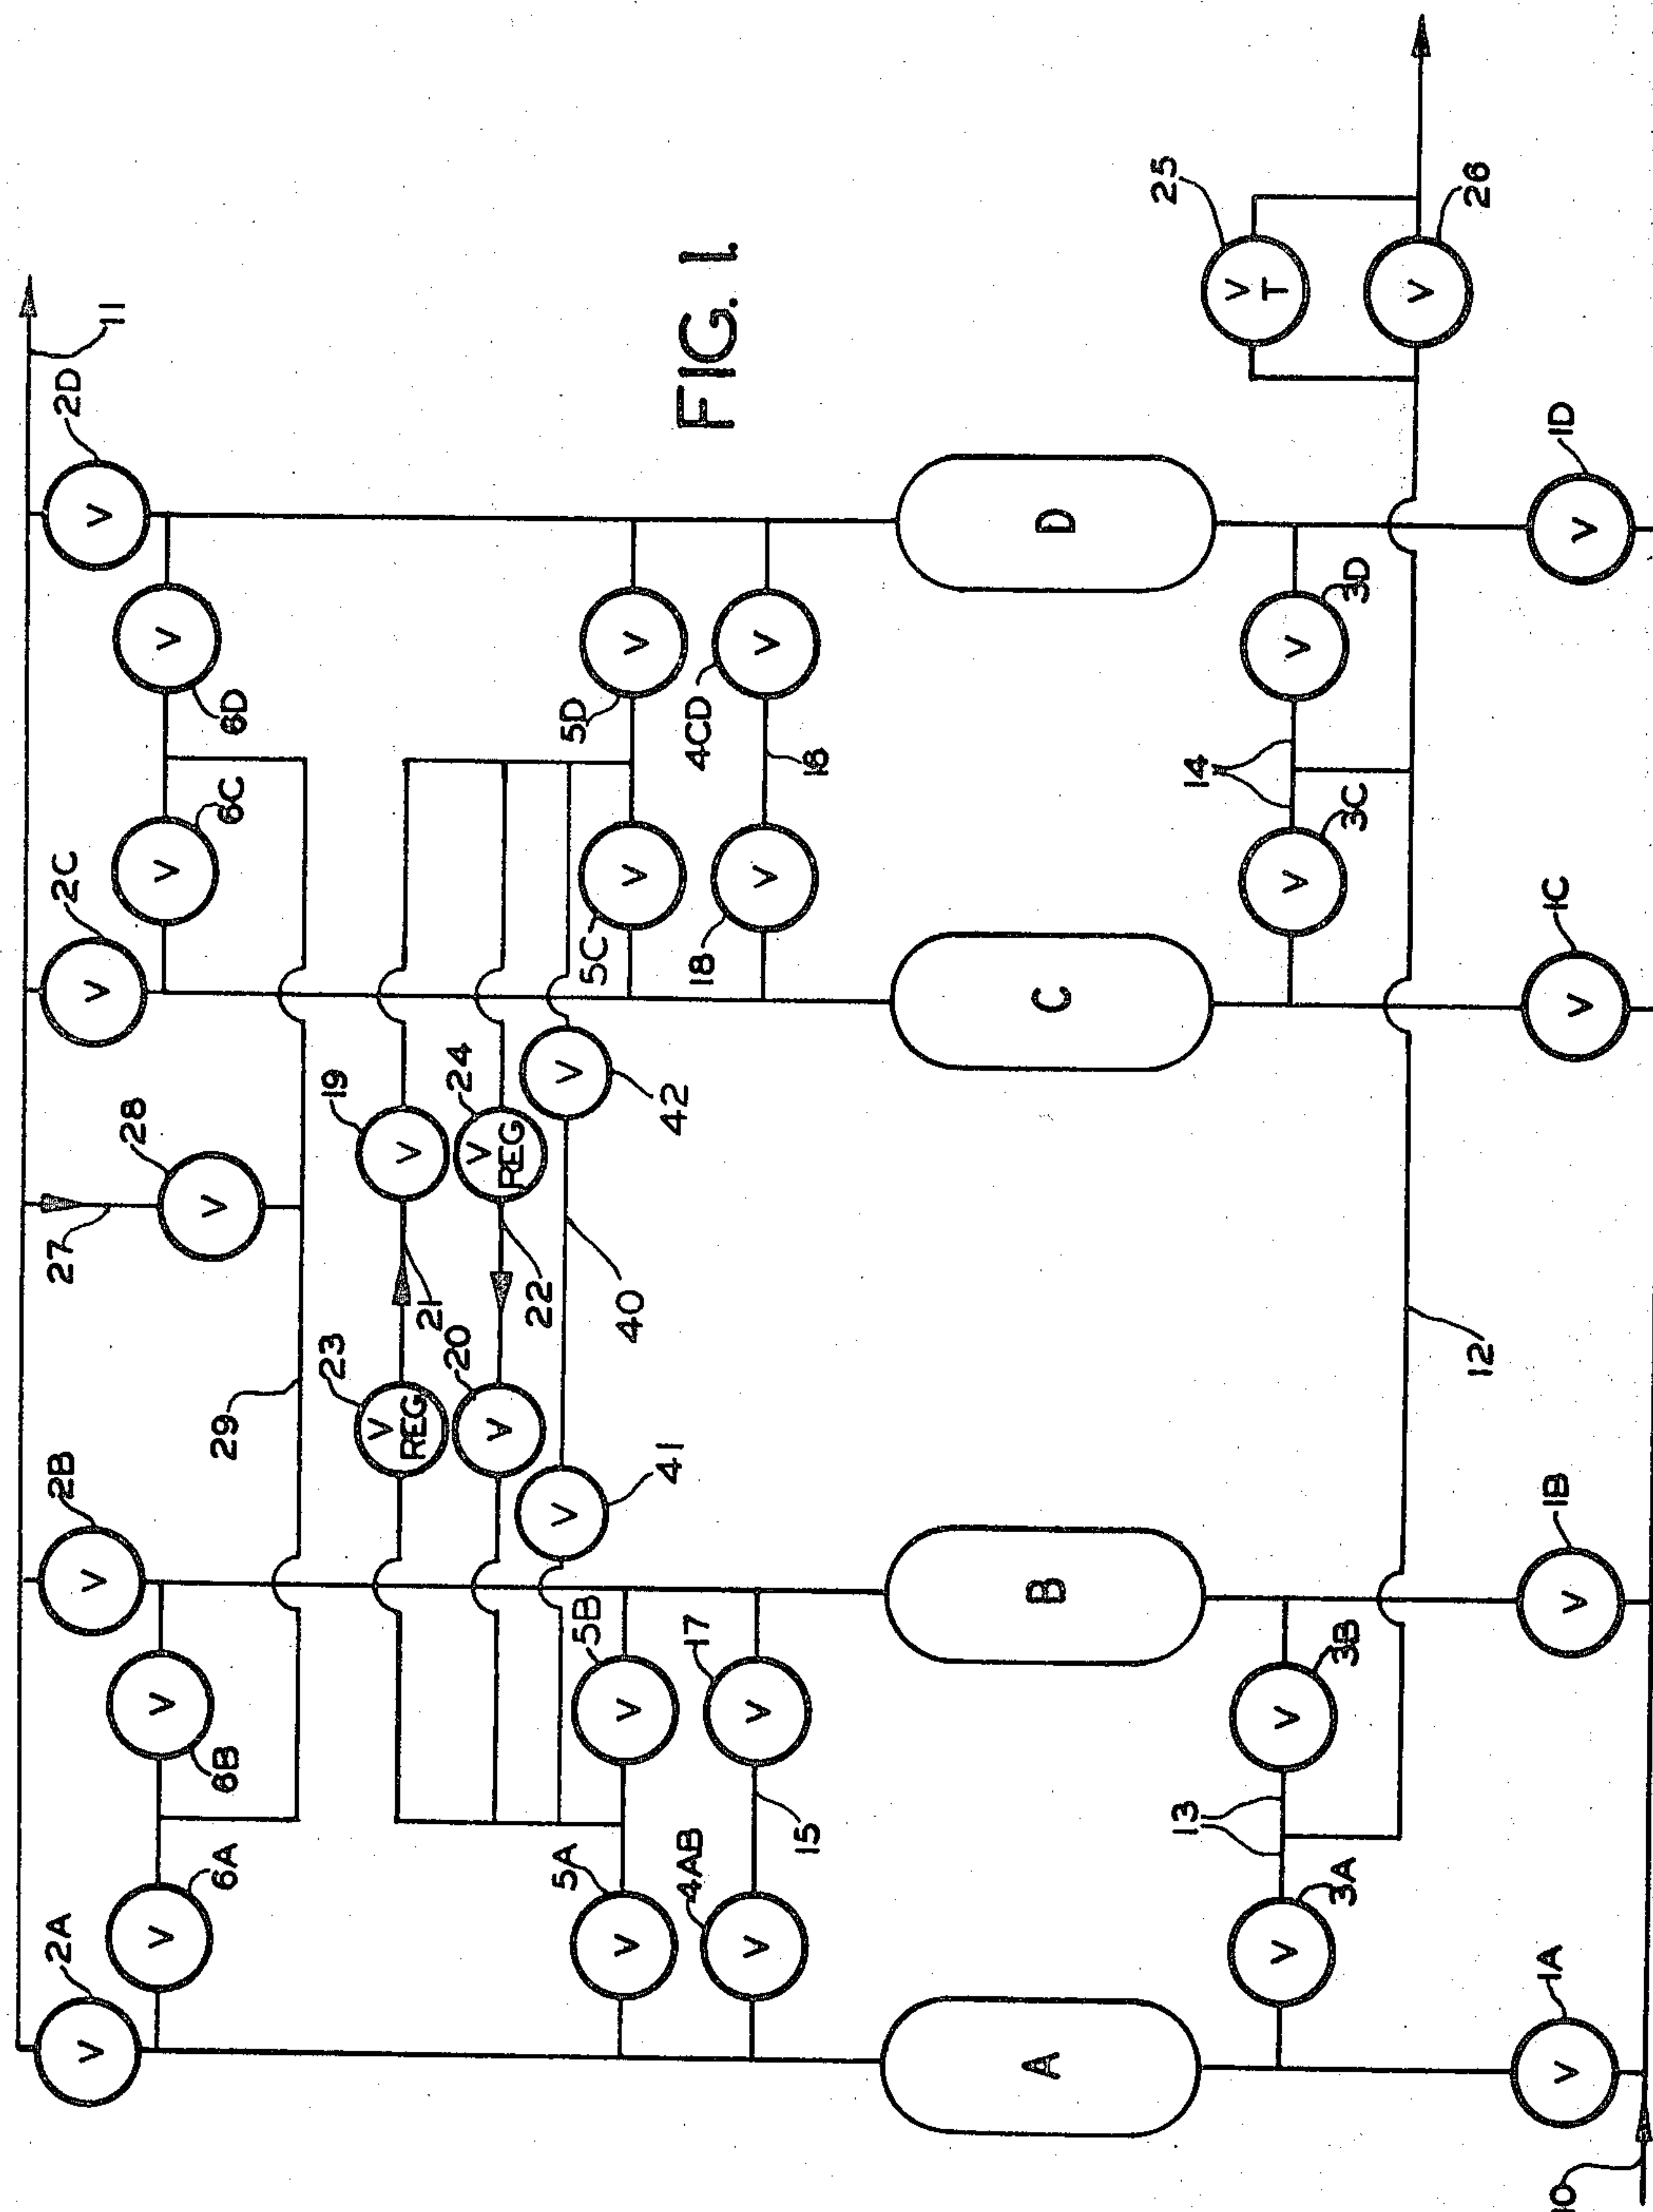 2A
2B
2C
2D
11
V
V
V
V
27
28
V
6A
V
6B
V
6C
V
6D
V
29
23
V
REG
21
19
V
20
V
22
24
V
REG
41
V
40
42
V
5A
V
5B
V
5C
V
5D
V
4AB
V
15
17
V
18
V
18
4CD
V
FIG. 1.
A
B
C
D
13
14
25
V
T
3A
V
3B
V
3C
V
3D
V
12
V
26
1A
V
1B
V
1C
V
1D
V
10